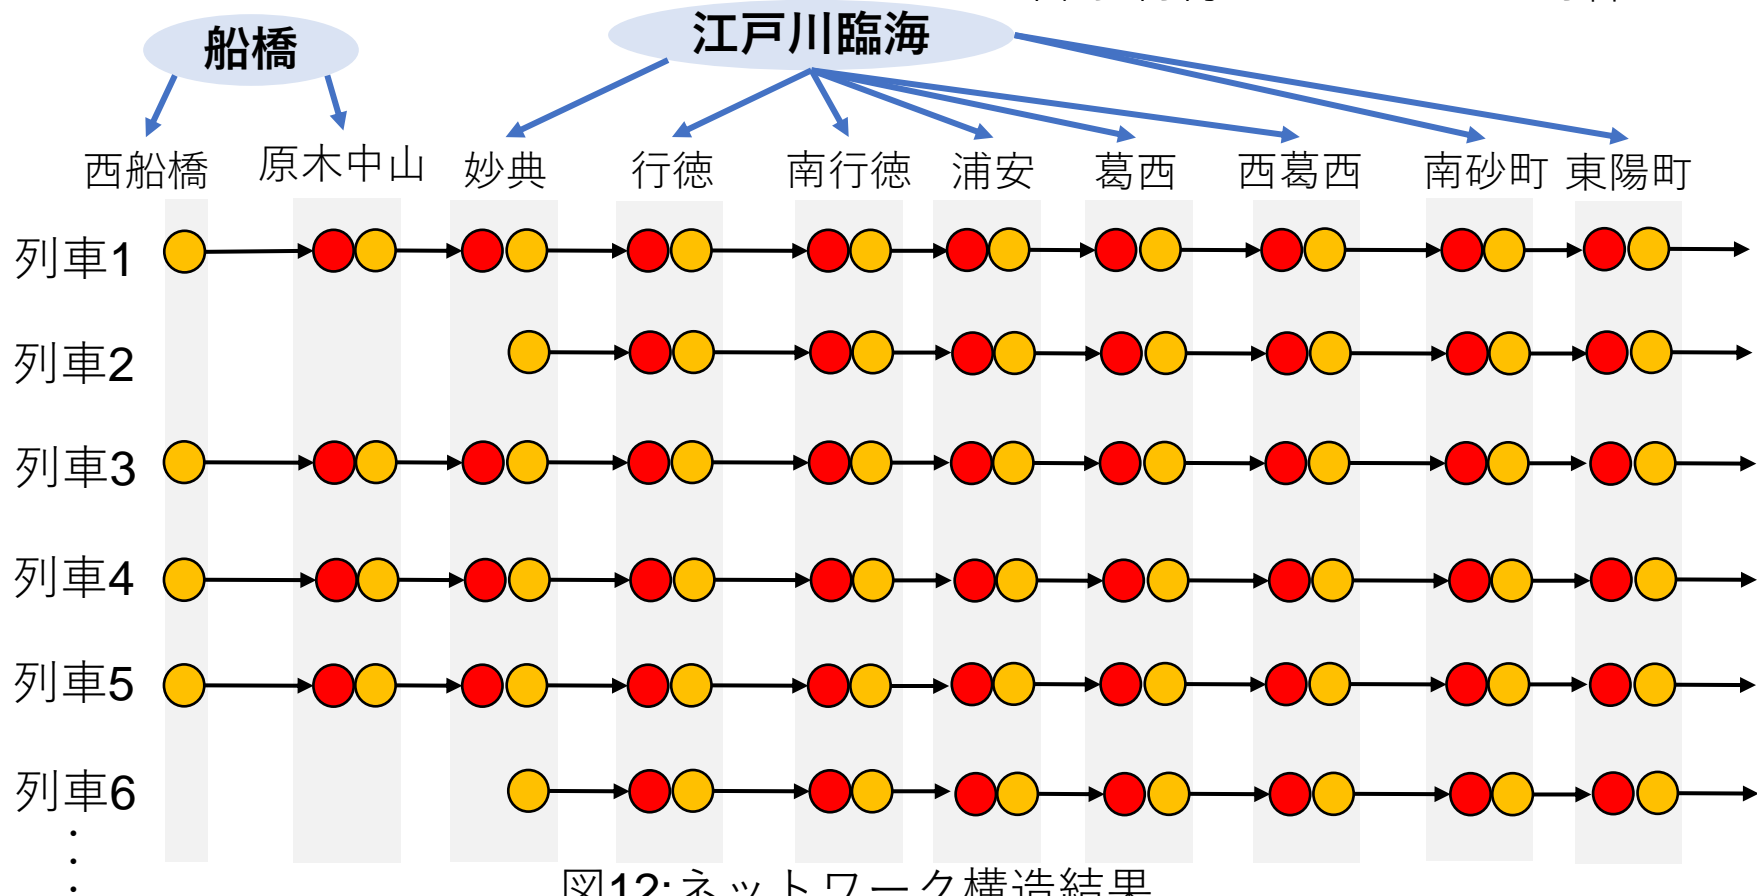 船橋
江戸川臨海
西船橋
原木中山
妙典
行徳
南行徳
浦安
葛西
西葛西
南砂町
東陽町
列車1
列車2
列車3
列車4
列車5
列車6
図12:ネットワーク構造結果